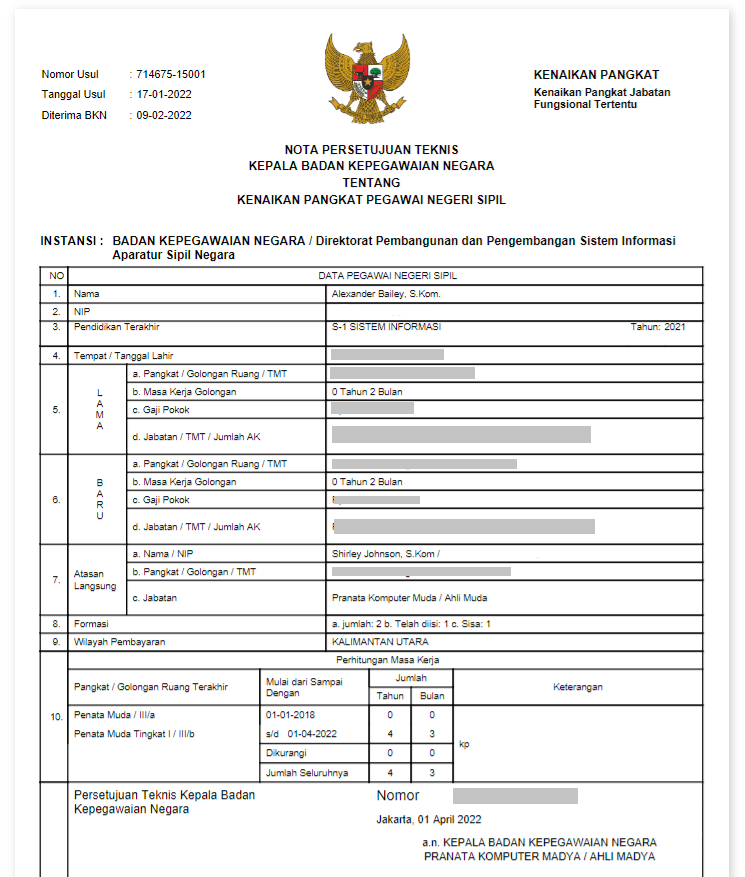 Nomor Usul : 714675-15001
Tanggal Usul : 17-01-2022
Diterima BKN : 09-02-2022
KENAIKAN PANGKAT
Kenaikan Pangkat Jabatan
Fungsional Tertentu
NOTA PERSETUJUAN TEKNIS
KEPALA BADAN KEPEGAWAIAN NEGARA
TENTANG
KENAIKAN PANGKAT PEGAWAI NEGERI SIPIL
INSTANSI : BADAN KEPEGAWAIAN NEGARA / Direktorat Pembangunan dan Pengembangan Sistem Informasi
Aparatur Sipil Negara
NO DATA PEGAWAI NEGERI SIPIL
1. Nama Alexander Bailey, S.Kom.
2. NIP
3. Pendidikan Terakhir S-1 SISTEM INFORMASI Tahun: 2021
4. Tempat / Tanggal Lahir
5. LAMA a. Pangkat / Golongan Ruang / TMT
b. Masa Kerja Golongan 0 Tahun 2 Bulan
c. Gaji Pokok
d. Jabatan / TMT / Jumlah AK
6. BARU a. Pangkat / Golongan Ruang / TMT
b. Masa Kerja Golongan 0 Tahun 2 Bulan
c. Gaji Pokok
d. Jabatan / TMT / Jumlah AK
7. Atasan Langsung a. Nama / NIP Shirley Johnson, S.Kom /
b. Pangkat / Golongan / TMT
c. Jabatan Pranata Komputer Muda / Ahli Muda
8. Formasi a. jumlah: 2 b. Telah diisi: 1 c. Sisa: 1
9. Wilayah Pembayaran KALIMANTAN UTARA
10. Perhitungan Masa Kerja
Pangkat / Golongan Ruang Terakhir Mulai dari Sampai Dengan Jumlah Keterangan
Tahun Bulan
Penata Muda / III/a 01-01-2018 0 0
Penata Muda Tingkat I / III/b s/d 01-04-2022 4 3
kp
Dikurangi 0 0
Jumlah Seluruhnya 4 3
Persetujuan Teknis Kepala Badan
Kepegawaian Negara
Nomor
Jakarta, 01 April 2022
a.n. KEPALA BADAN KEPEGAWAIAN NEGARA
PRANATA KOMPUTER MADYA / AHLI MADYA